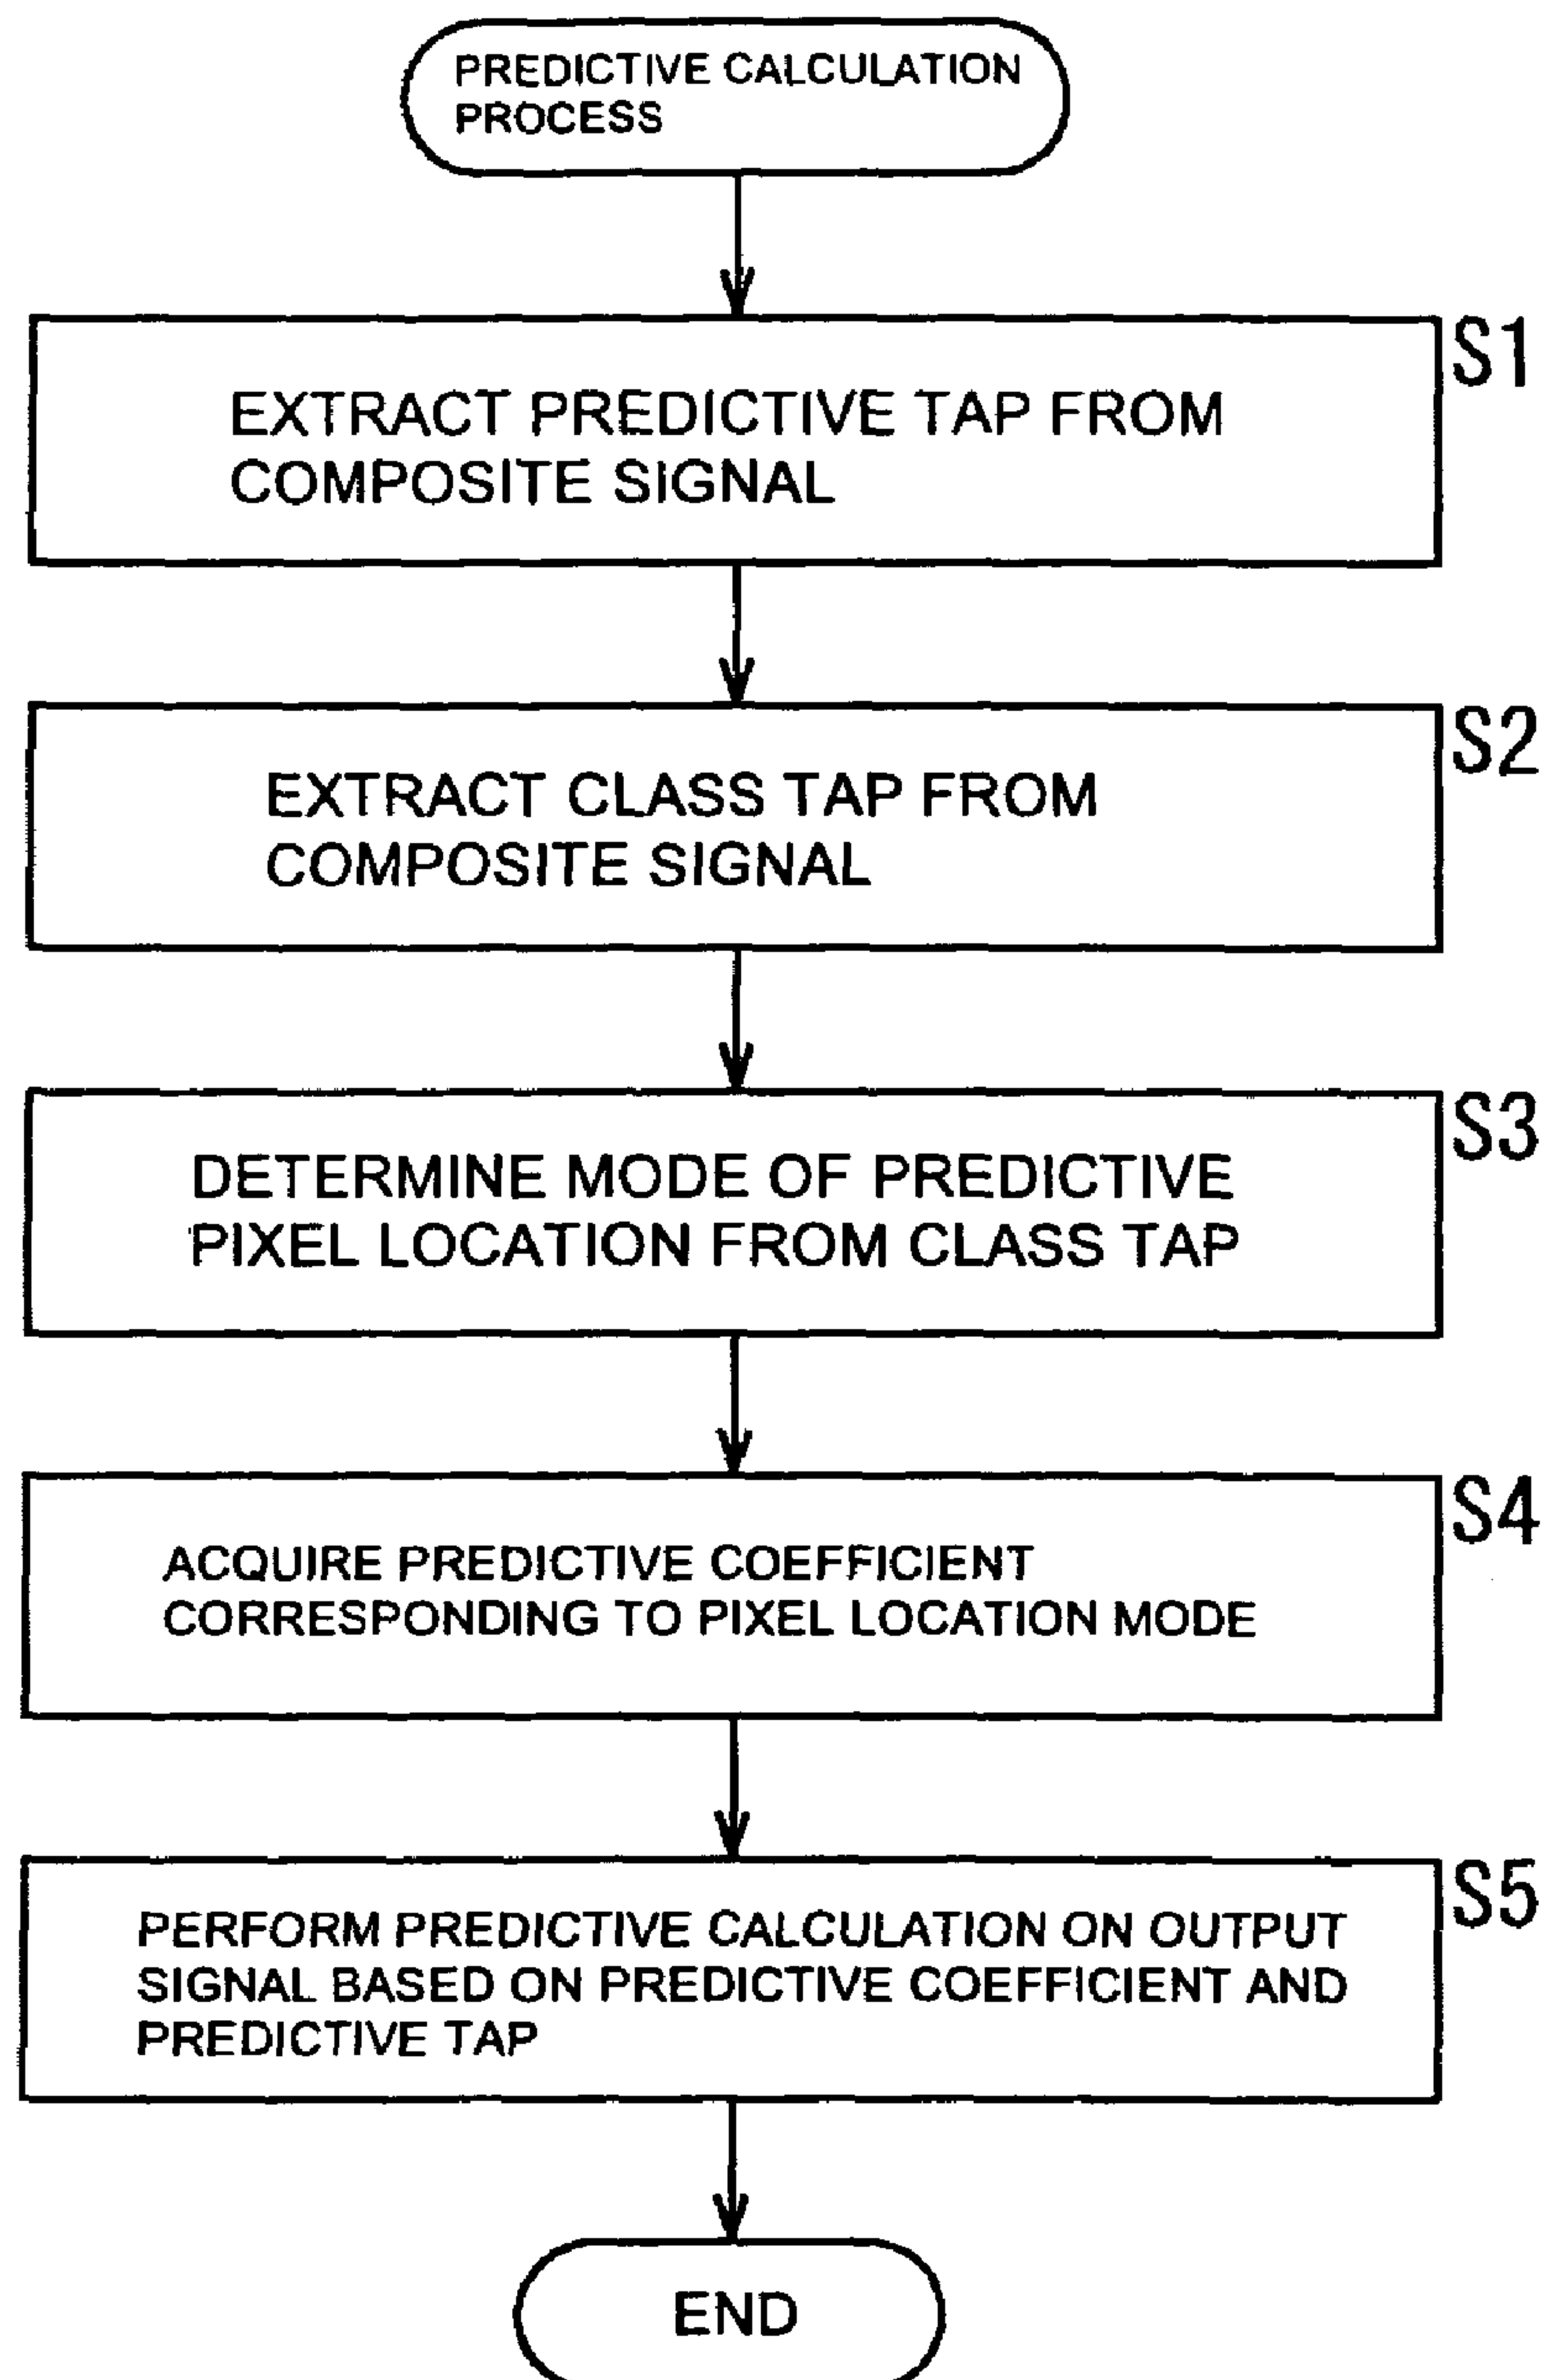 PREDICTIVE CALCULATION
PROCESS
S1
EXTRACT PREDICTIVE TAP FROM
COMPOSITE SIGNAL
S2
EXTRACT CLASS TAP FROM
COMPOSITE SIGNAL
S3
DETERMINE MODE OF PREDICTIVE
PIXEL LOCATION FROM CLASS TAP
S4
ACQUIRE PREDICTIVE COEFFICIENT
CORRESPONDING TO PIXEL LOCATION MODE
S5
PERFORM PREDICTIVE CALCULATION ON OUTPUT
SIGNAL BASED ON PREDICTIVE COEFFICIENT AND
PREDICTIVE TAP
END